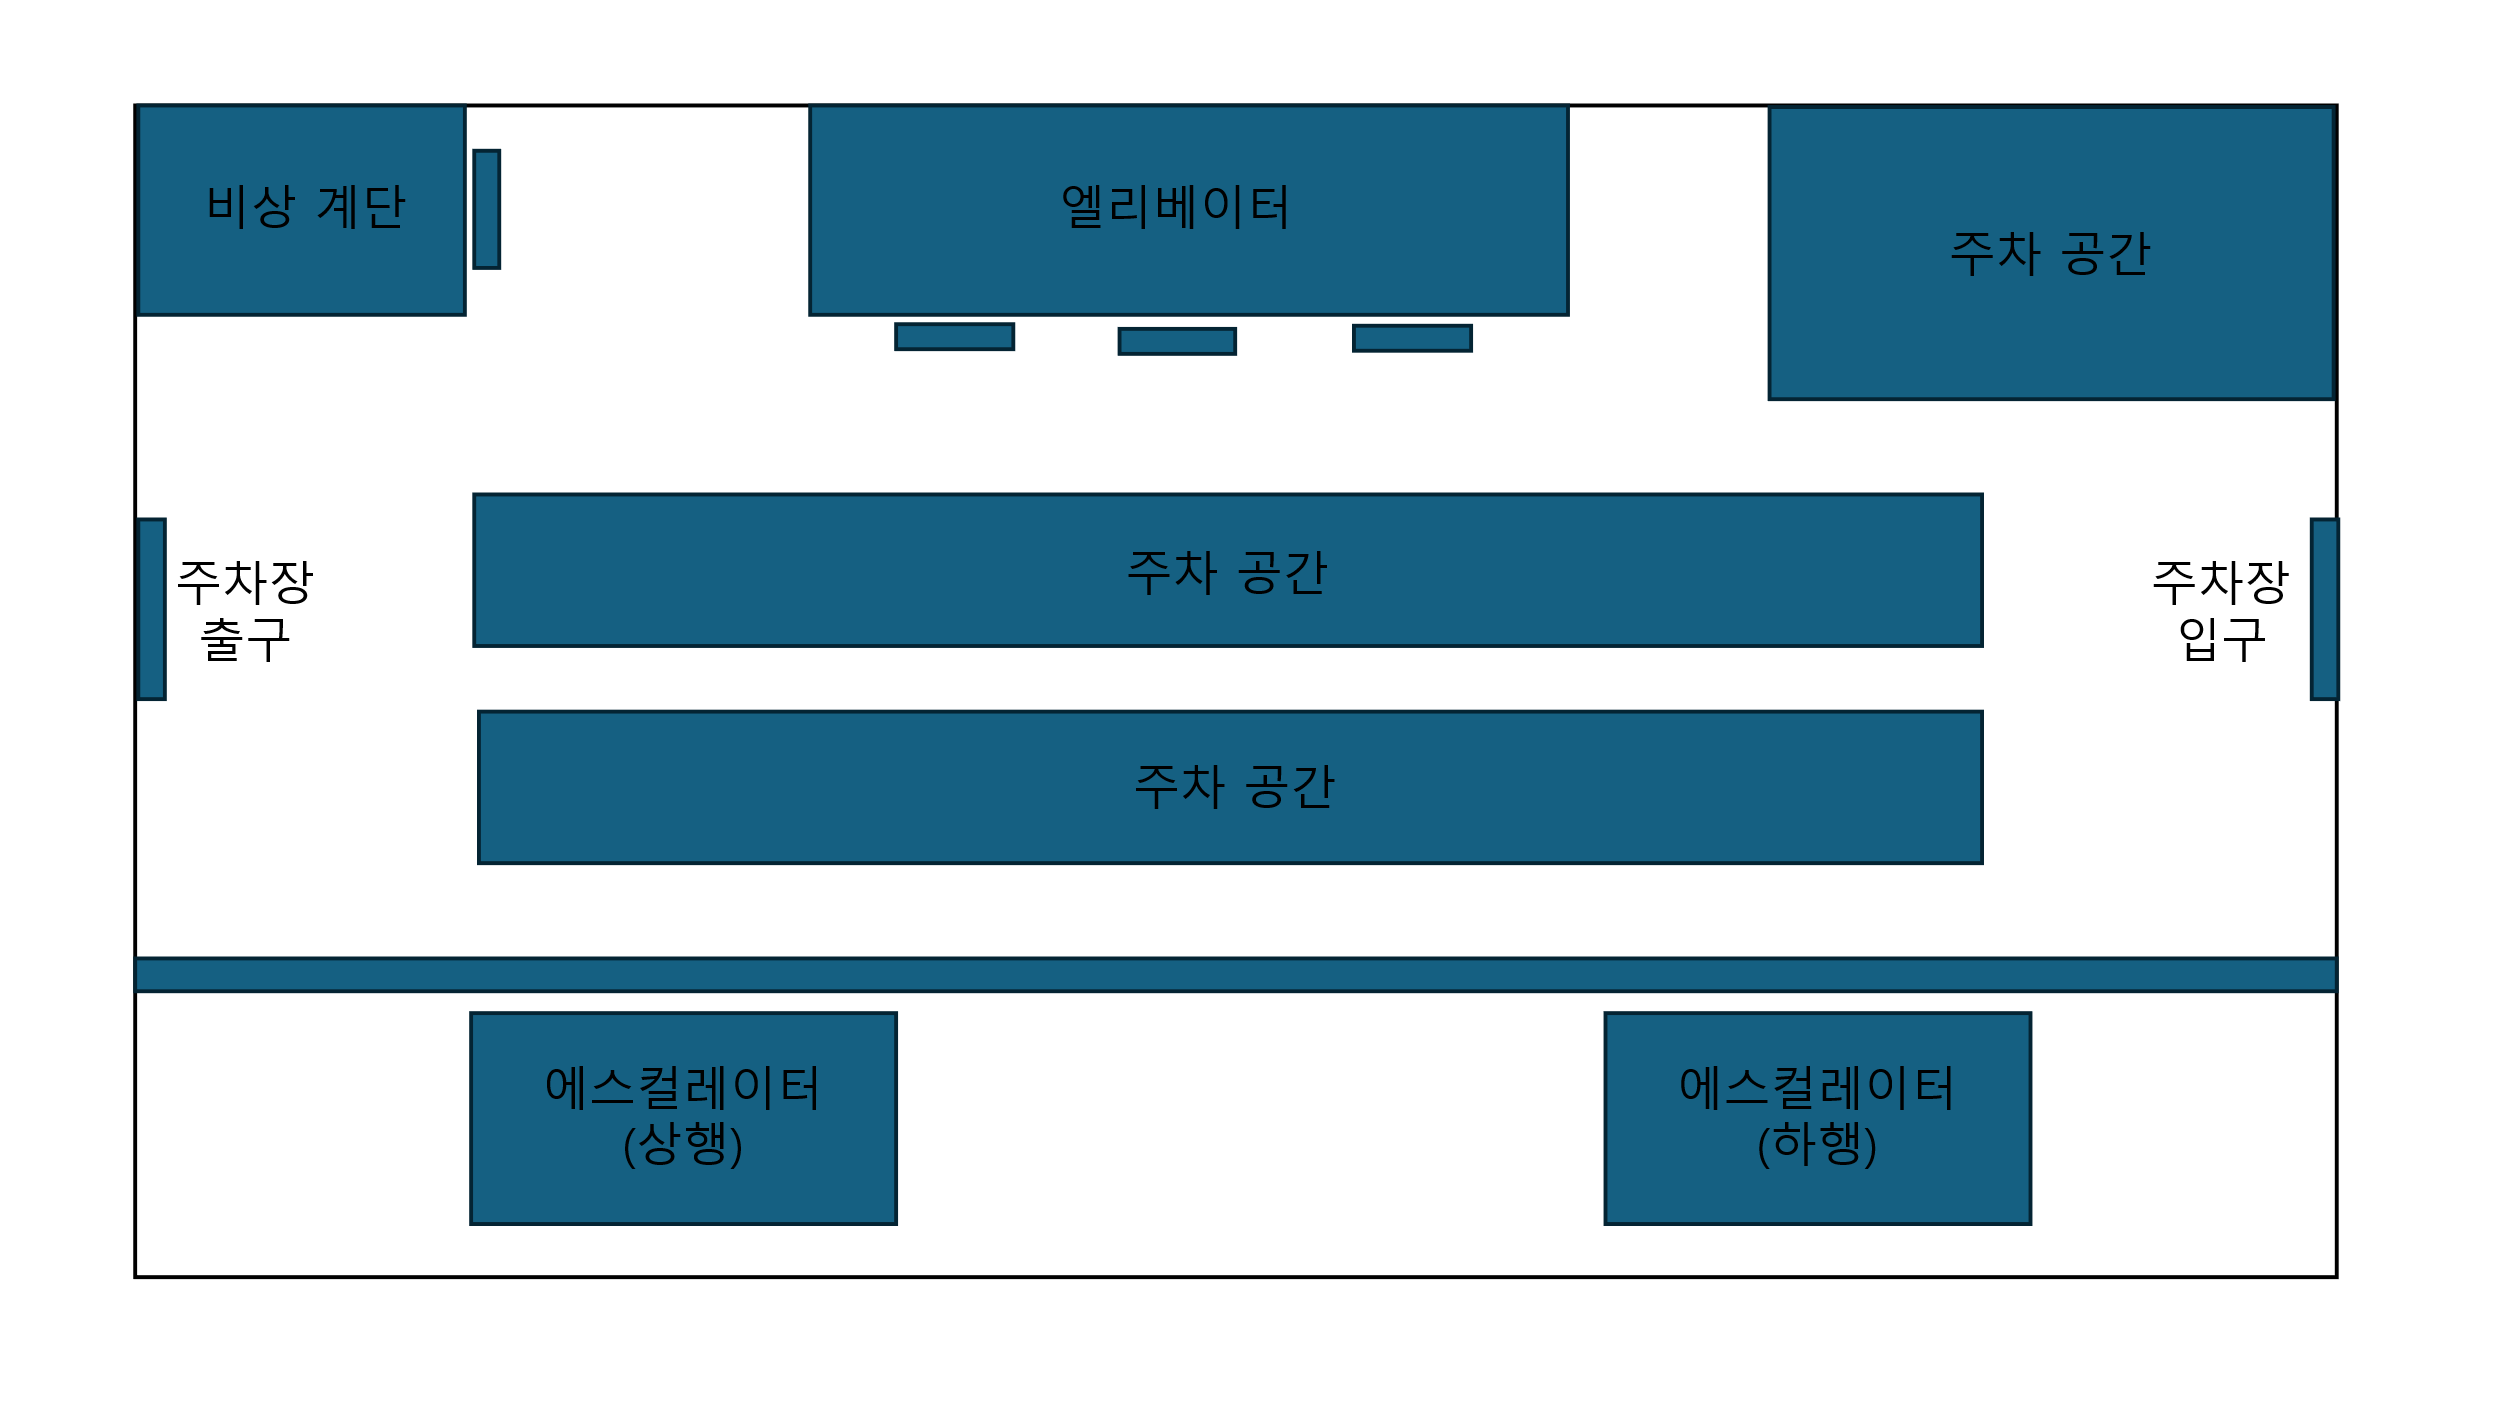 비상 계단
엘리베이터
주차 공간
주차 공간
주차장
출구
주차장
입구
주차 공간
에스컬레이터
(상행)
에스컬레이터
(하행)